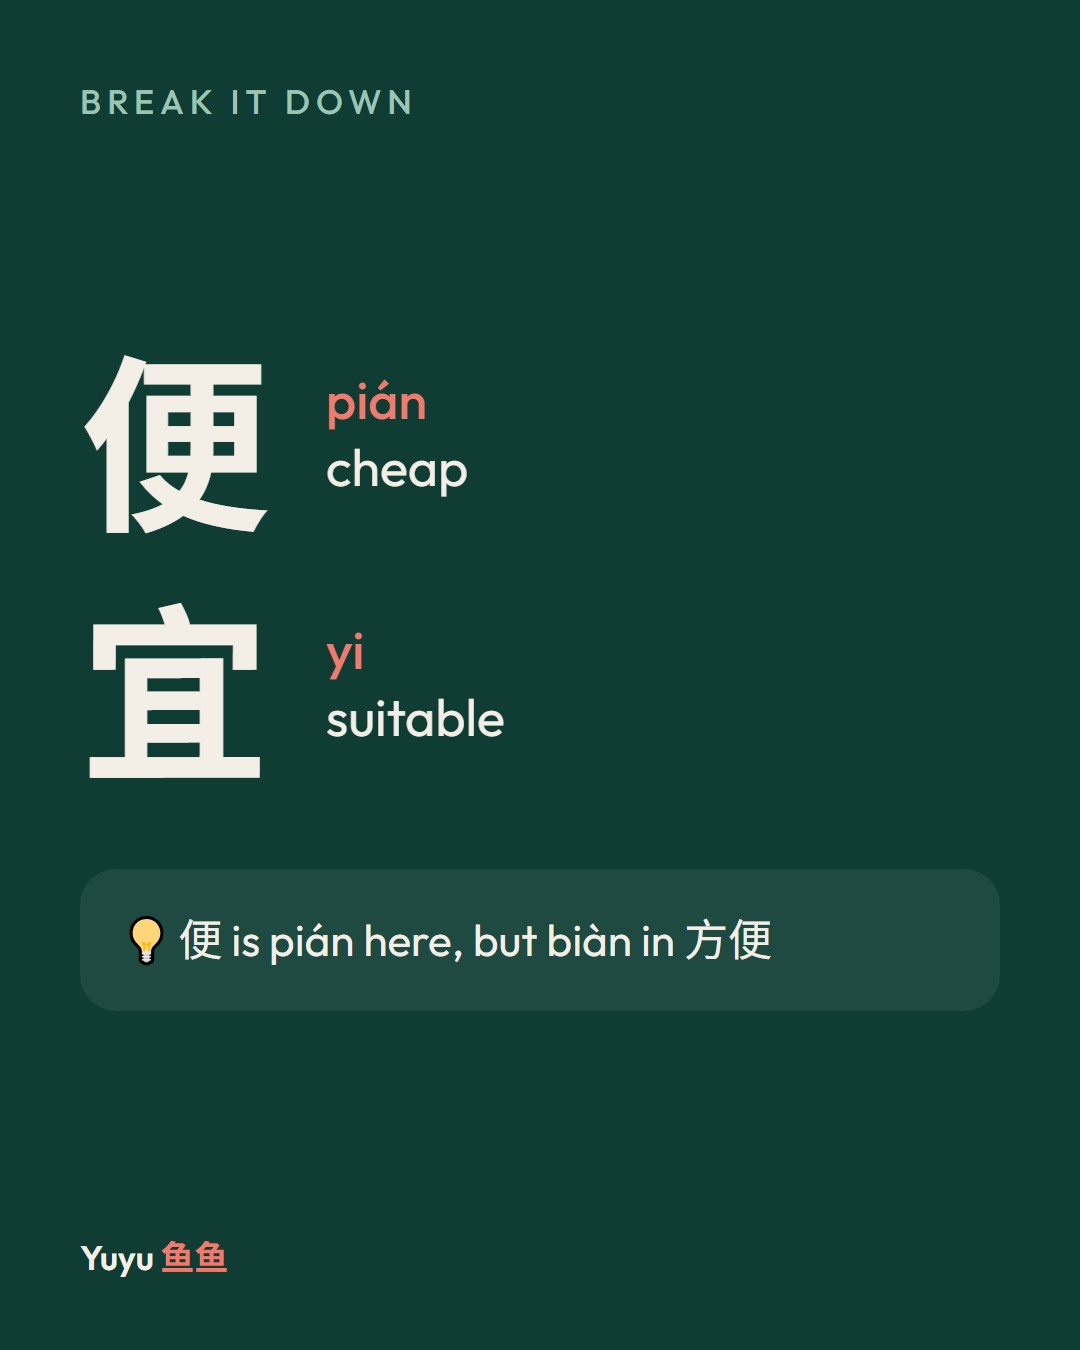 BREAK IT DOWN
便
pián
cheap
宜
yi
suitable
💡 便 is pián here, but biàn in 方便
Yuyu 鱼鱼